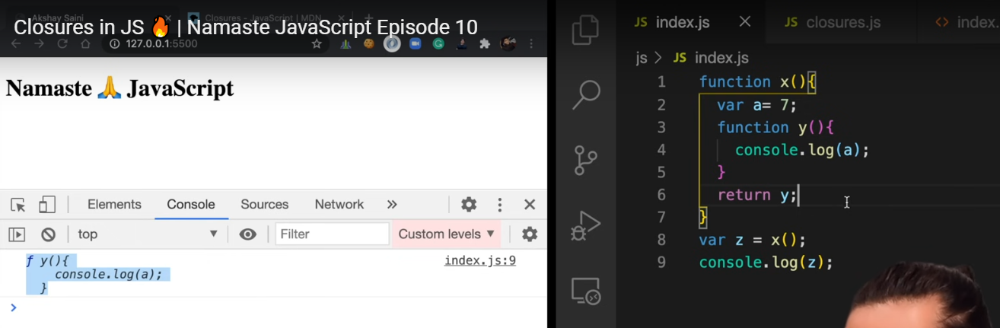 Akshay Saini
Closures - JavaScript | MDN
Closures in JS 🔥 | Namaste JavaScript Episode 10
127.0.0.1:5500
Namaste 🙏 JavaScript
Elements Console Sources Network »
top Filter Custom levels ▼
f y(){ index.js:9
console.log(a);
}
>
JS index.js × JS closures.js <> index.
js > JS index.js
1 function x(){
2 var a= 7;
3 function y(){
4 console.log(a);
5 }
6 return y;
7 }
8 var z = x();
9 console.log(z);